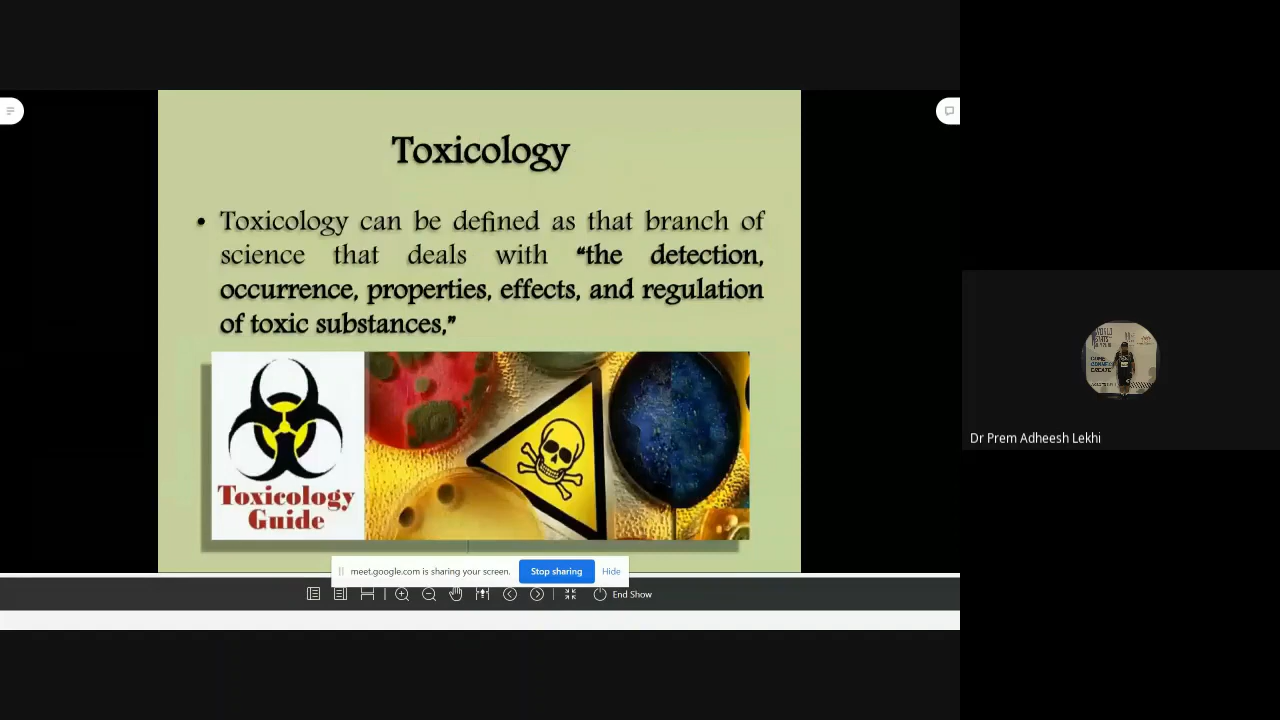 Toxicology
• Toxicology can be defined as that branch of
science that deals with “the detection,
occurrence, properties, effects, and regulation
of toxic substances,”
Toxicology
Guide
meet.google.com is sharing your screen. Stop sharing Hide
End Show
Dr Prem Adheesh Lekhi